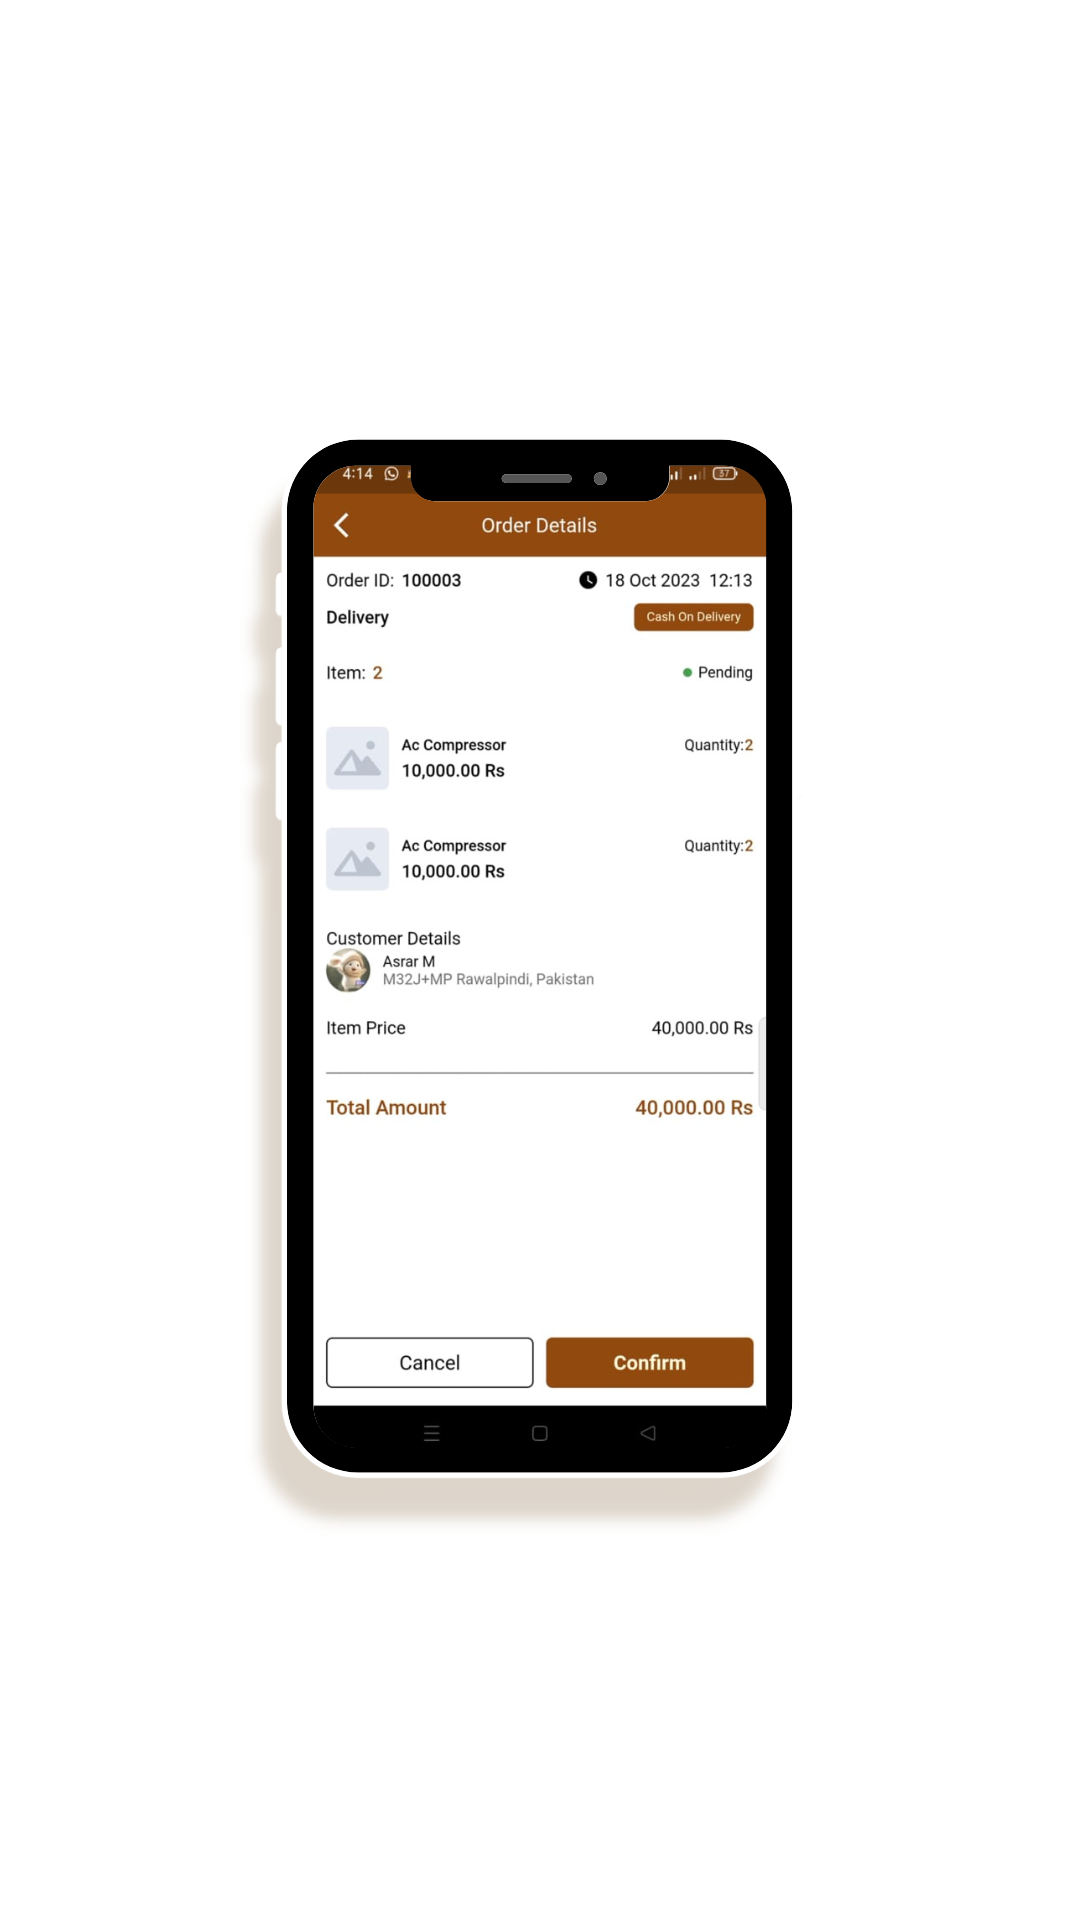 4:14
37
Order Details
Order ID: 100003 18 Oct 2023 12:13
Delivery Cash On Delivery
Item: 2 Pending
Ac Compressor Quantity:2
10,000.00 Rs
Ac Compressor Quantity:2
10,000.00 Rs
Customer Details
Asrar M
M32J+MP Rawalpindi, Pakistan
Item Price 40,000.00 Rs
Total Amount 40,000.00 Rs
Cancel Confirm